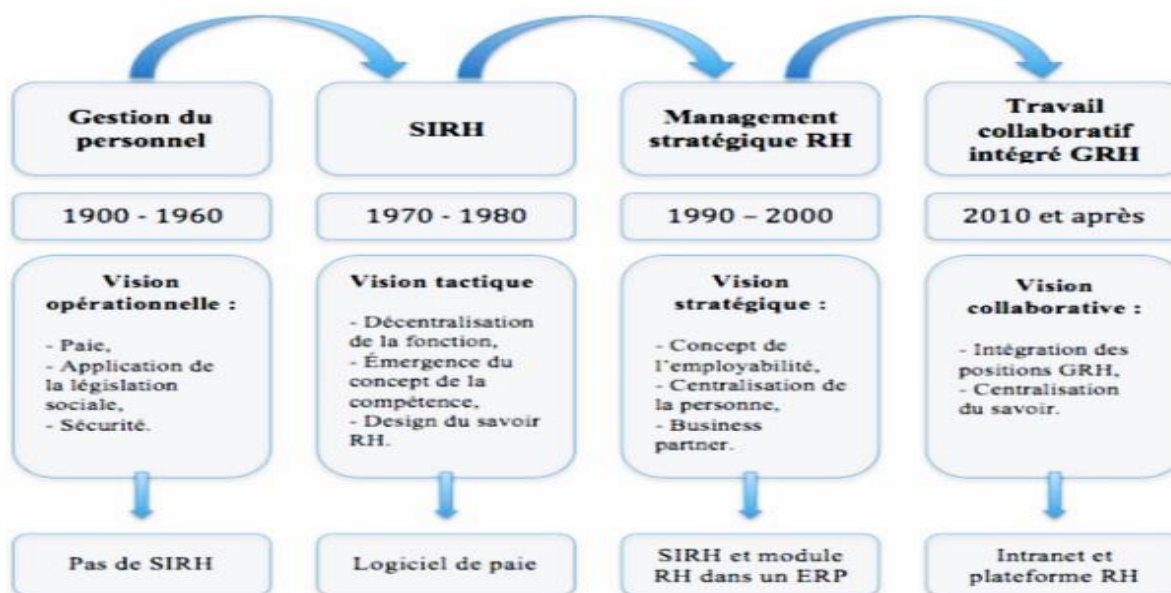 Gestion du
personnel
SIRH
Management
stratégique RH
Travail
collaboratif
intégré GRH
1900 - 1960
1970 - 1980
1990 – 2000
2010 et après
Vision
opérationnelle :
- Paie,
- Application de
la législation
sociale,
- Sécurité.
Vision tactique
- Décentralisation
de la fonction,
- Émergence du
concept de la
compétence,
- Design du savoir
RH.
Vision
stratégique :
- Concept de
l'employabilité,
- Centralisation de
la personne,
- Business
partner.
Vision
collaborative :
- Intégration des
positions GRH,
- Centralisation
du savoir.
Pas de SIRH
Logiciel de paie
SIRH et module
RH dans un ERP
Intranet et
plateforme RH